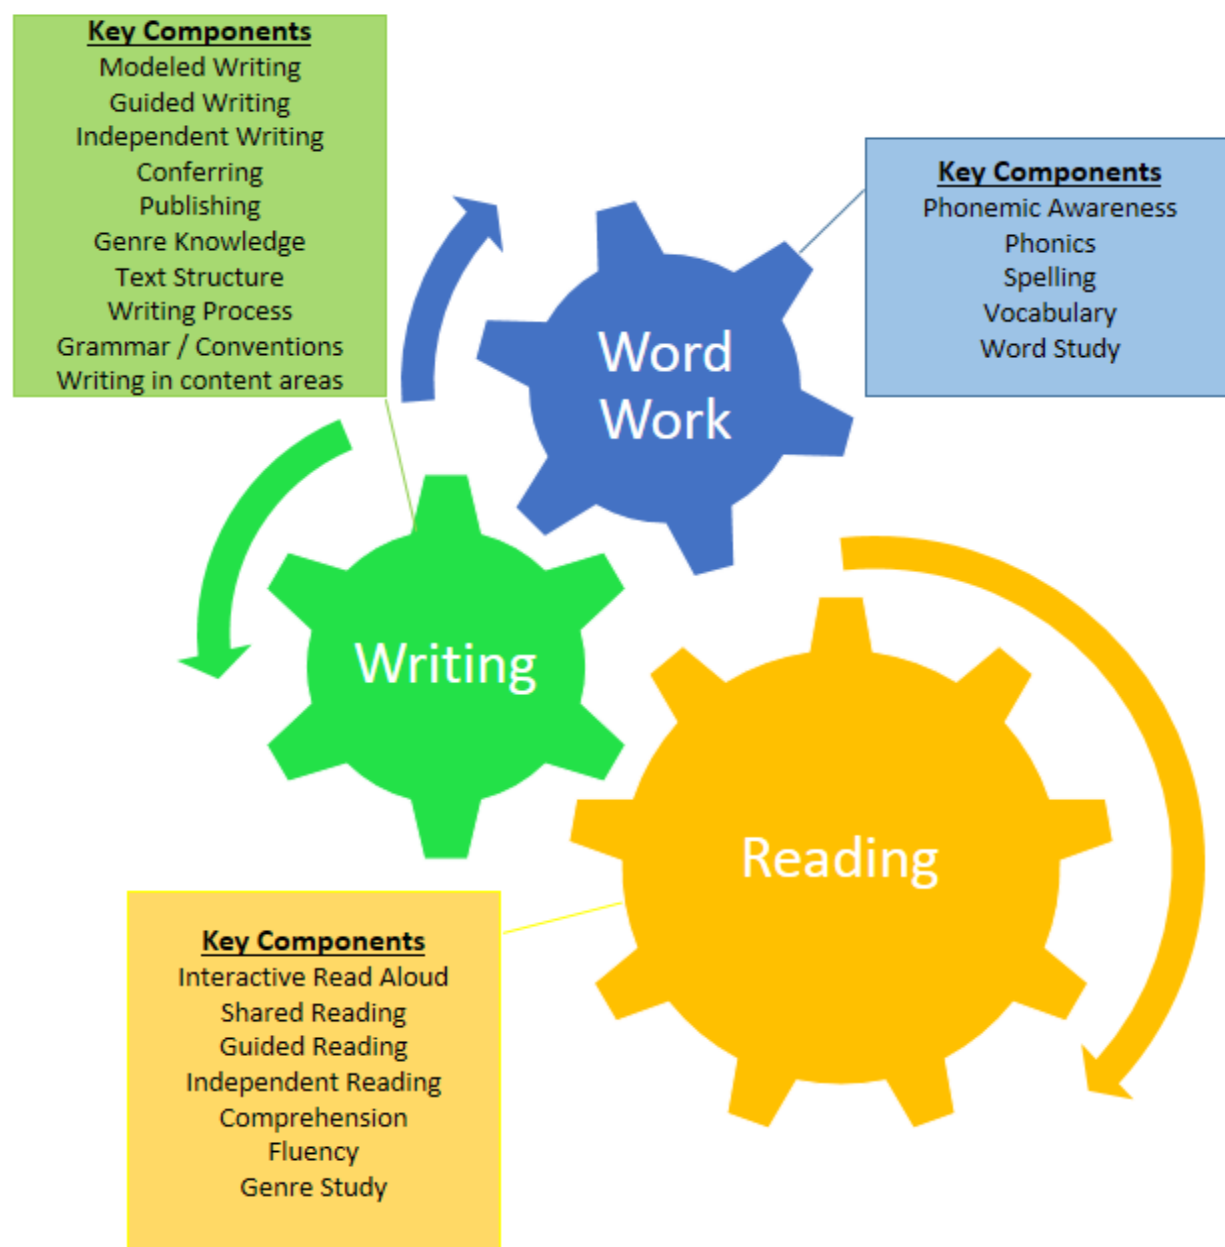 Key Components
Modeled Writing
Guided Writing
Independent Writing
Conferring
Publishing
Genre Knowledge
Text Structure
Writing Process
Grammar / Conventions
Writing in content areas
Key Components
Phonemic Awareness
Phonics
Spelling
Vocabulary
Word Study
Word
Work
Writing
Reading
Key Components
Interactive Read Aloud
Shared Reading
Guided Reading
Independent Reading
Comprehension
Fluency
Genre Study